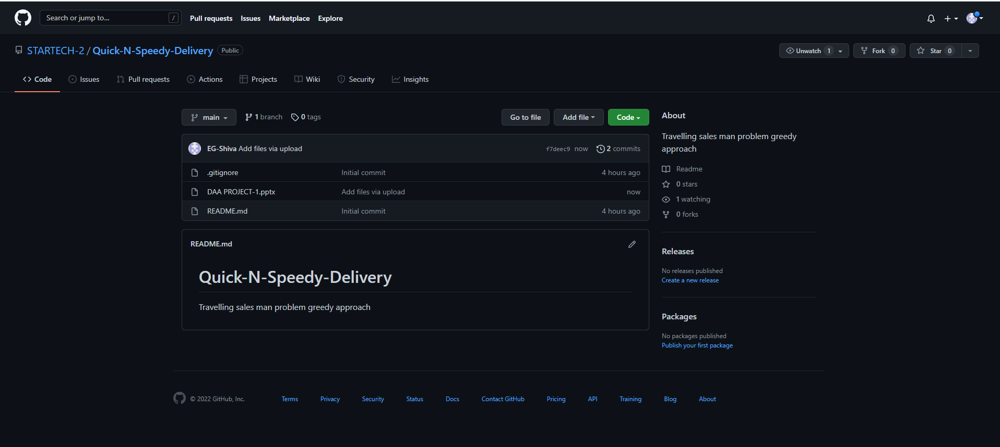 Search or jump to... /
Pull requests Issues Marketplace Explore
STARTECH-2 / Quick-N-Speedy-Delivery Public
Unwatch 1 Fork 0 Star 0
Code Issues Pull requests Actions Projects Wiki Security Insights
main 1 branch 0 tags
Go to file Add file Code
EG-Shiva Add files via upload f7deec9 now 2 commits
.gitignore Initial commit 4 hours ago
DAA PROJECT-1.pptx Add files via upload now
README.md Initial commit 4 hours ago
README.md
Quick-N-Speedy-Delivery
Travelling sales man problem greedy approach
About
Travelling sales man problem greedy
approach
Readme
0 stars
1 watching
0 forks
Releases
No releases published
Create a new release
Packages
No packages published
Publish your first package
© 2022 GitHub, Inc. Terms Privacy Security Status Docs Contact GitHub Pricing API Training Blog About